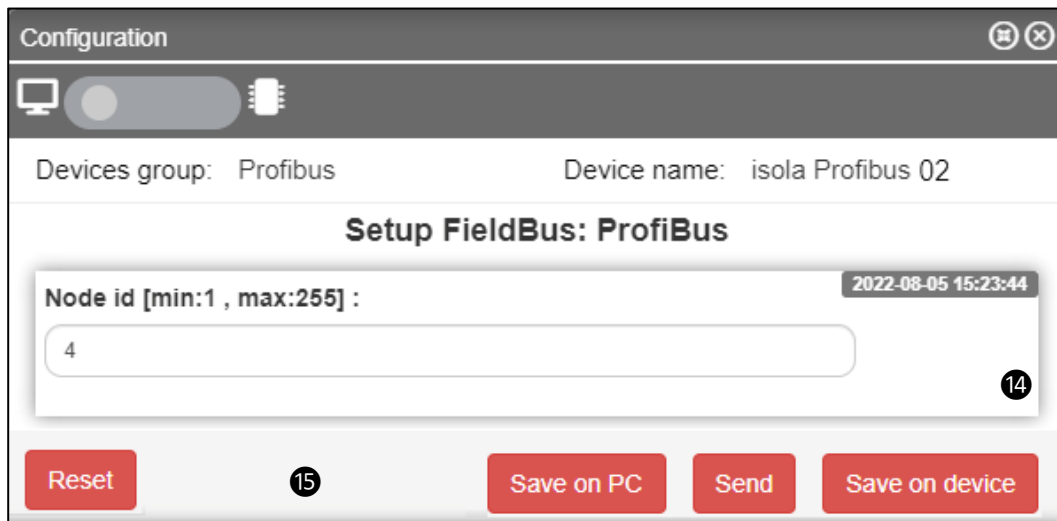 Configuration
Devices group: Profibus Device name: isola Profibus 02
Setup FieldBus: ProfiBus
2022-08-05 15:23:44
Node id [min:1 , max:255] :
4
14
Reset 15 Save on PC Send Save on device